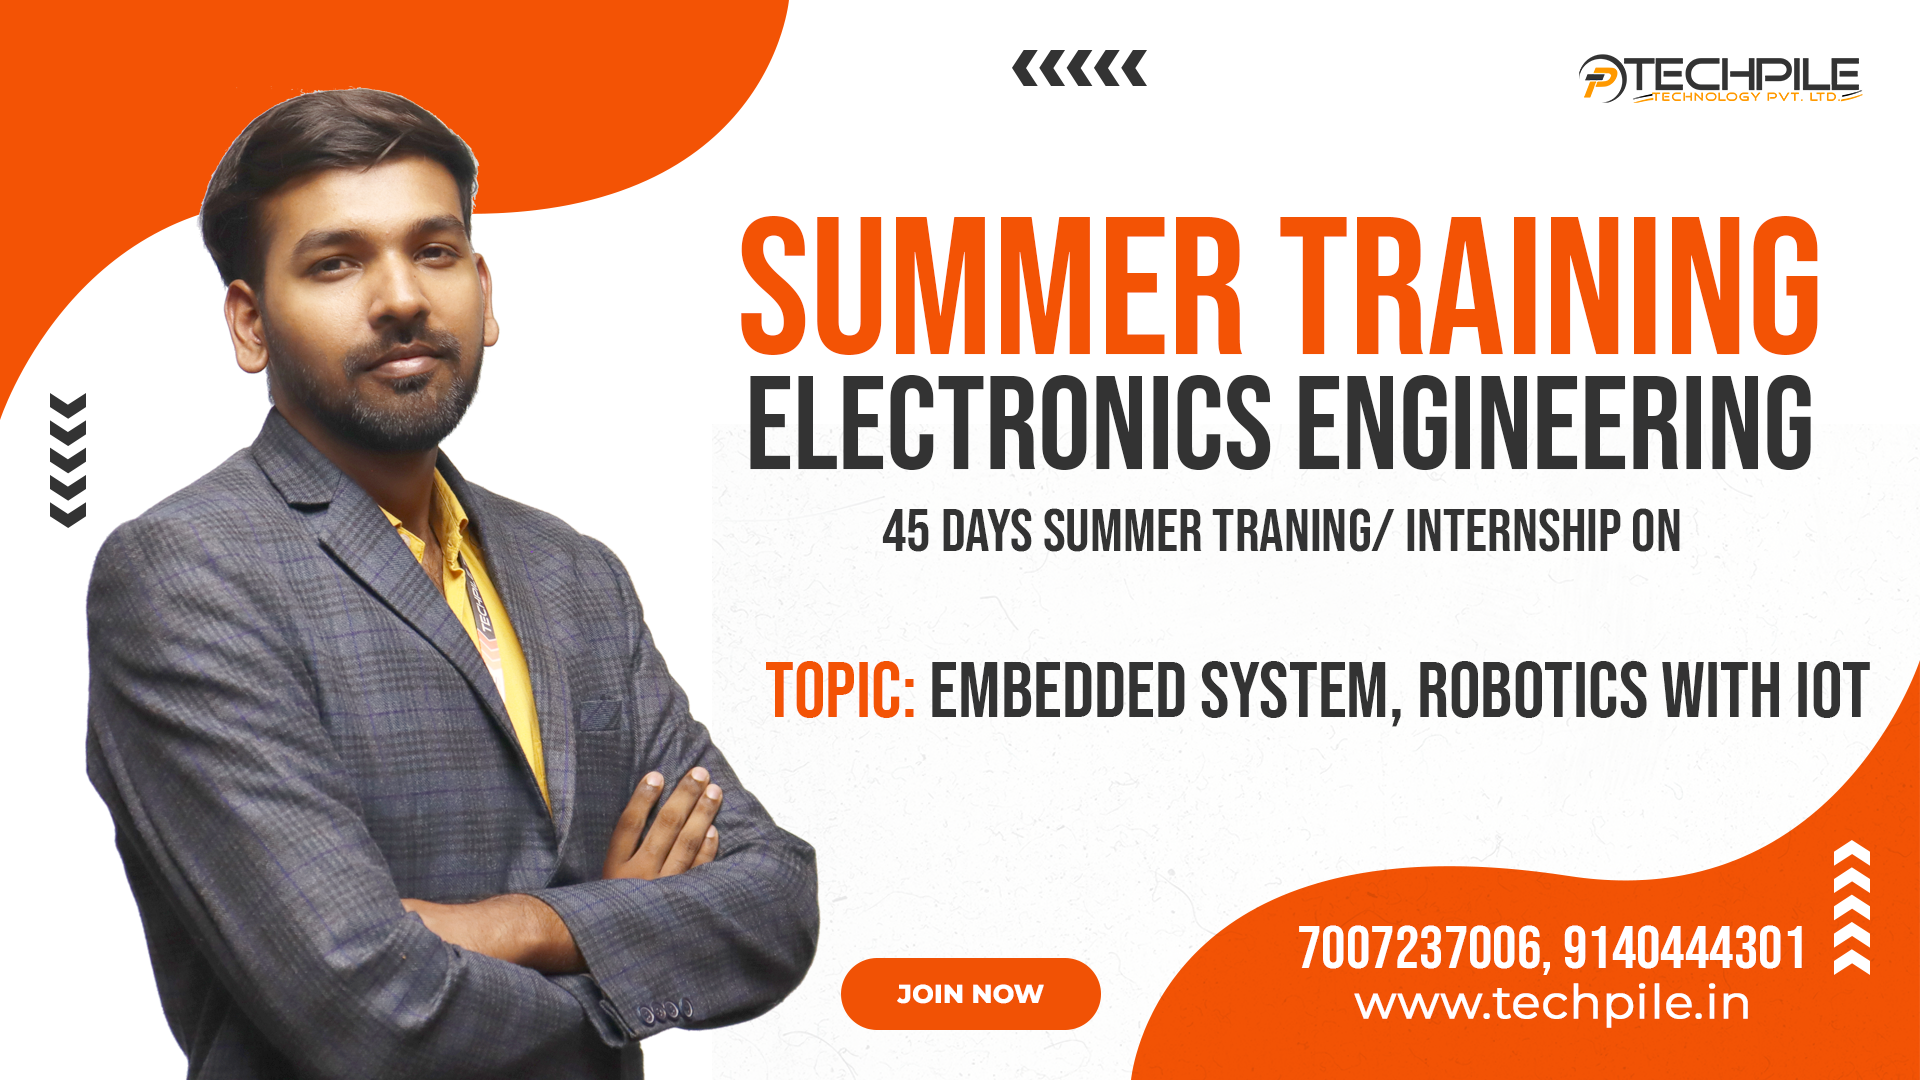 TECHPILE
TECHNOLOGY PVT. LTD.
SUMMER TRAINING
ELECTRONICS ENGINEERING
45 DAYS SUMMER TRANING/ INTERNSHIP ON
TECHPILE
TOPIC: EMBEDDED SYSTEM, ROBOTICS WITH IOT
7007237006, 9140444301
JOIN NOW
www.techpile.in